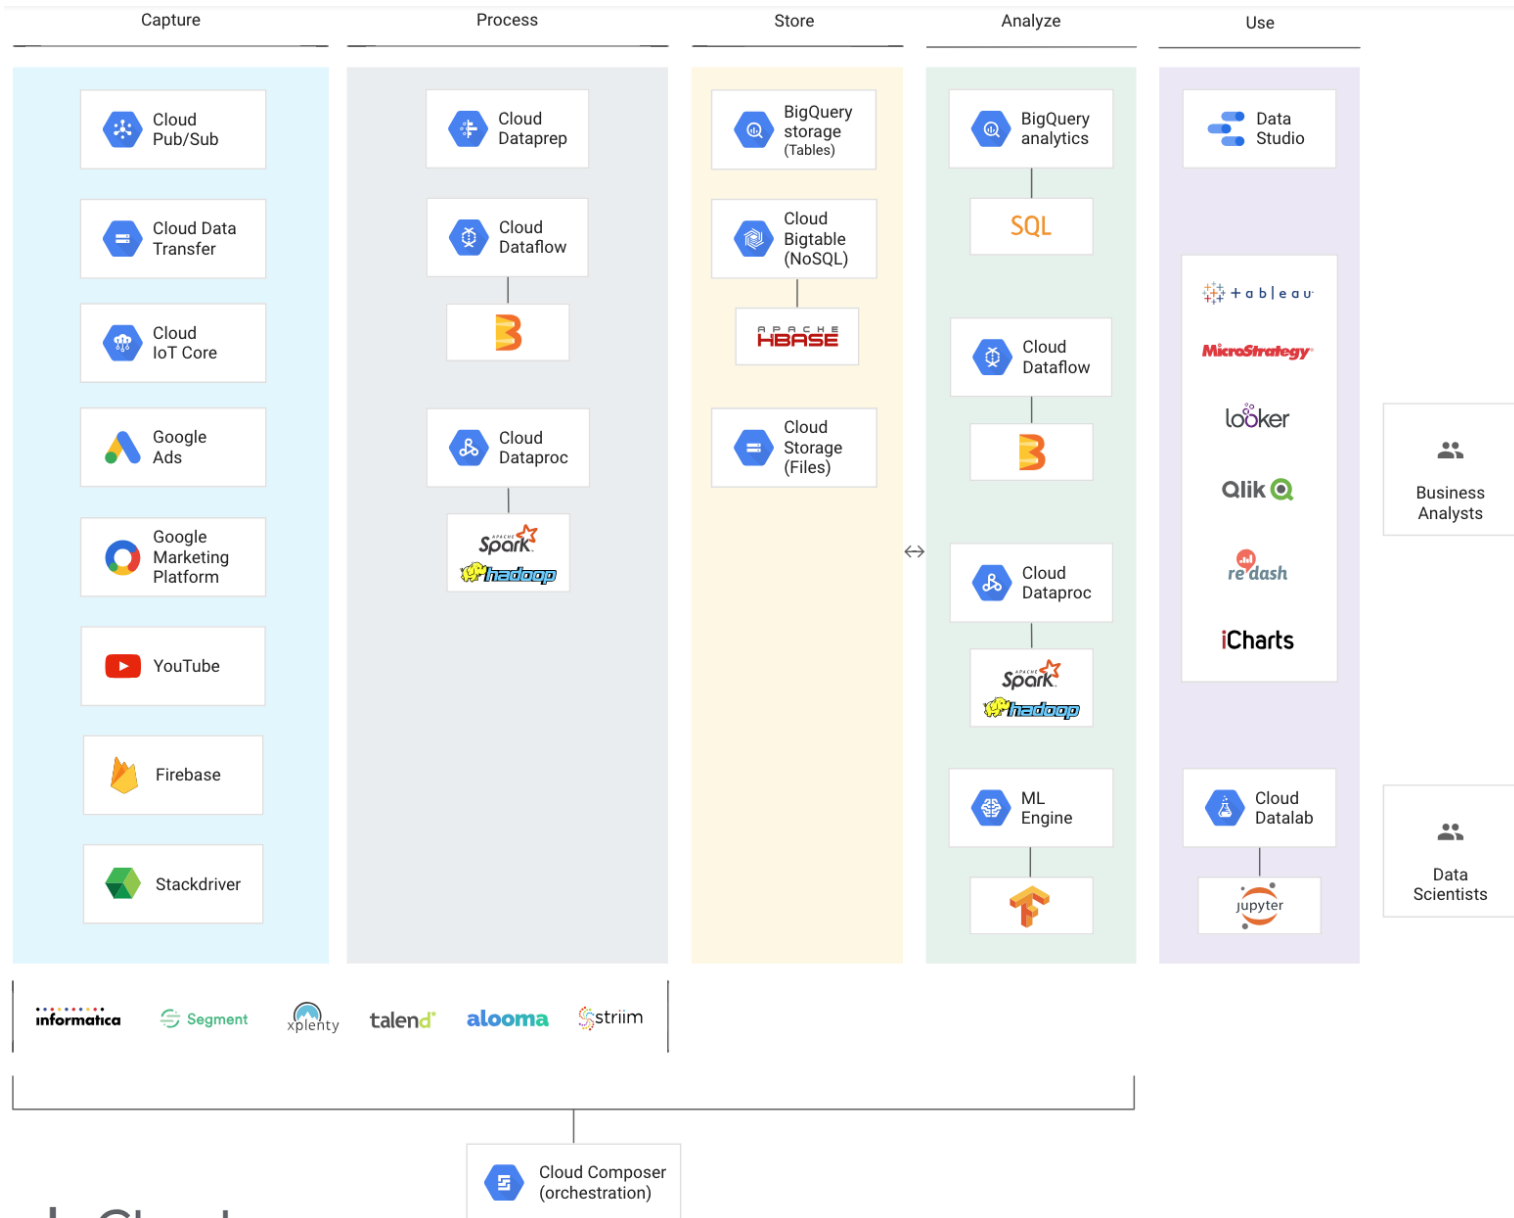 Capture
Process
Store
Analyze
Use
Cloud
Pub/Sub
Cloud Data
Transfer
Cloud
IoT Core
Google
Ads
Google
Marketing
Platform
YouTube
Firebase
Stackdriver
Cloud
Dataprep
Cloud
Dataflow
Cloud
Dataproc
APACHE
Spark
hadoop
BigQuery
storage
(Tables)
Cloud
Bigtable
(NoSQL)
APACHE
HBASE
Cloud
Storage
(Files)
BigQuery
analytics
SQL
Cloud
Dataflow
Cloud
Dataproc
APACHE
Spark
hadoop
ML
Engine
Data
Studio
+ableau
MicroStrategy
looker
Qlik
redash
iCharts
Cloud
Datalab
jupyter
Business
Analysts
Data
Scientists
informatica
Segment
xplenty
talend
alooma
striim
Cloud Composer
(orchestration)